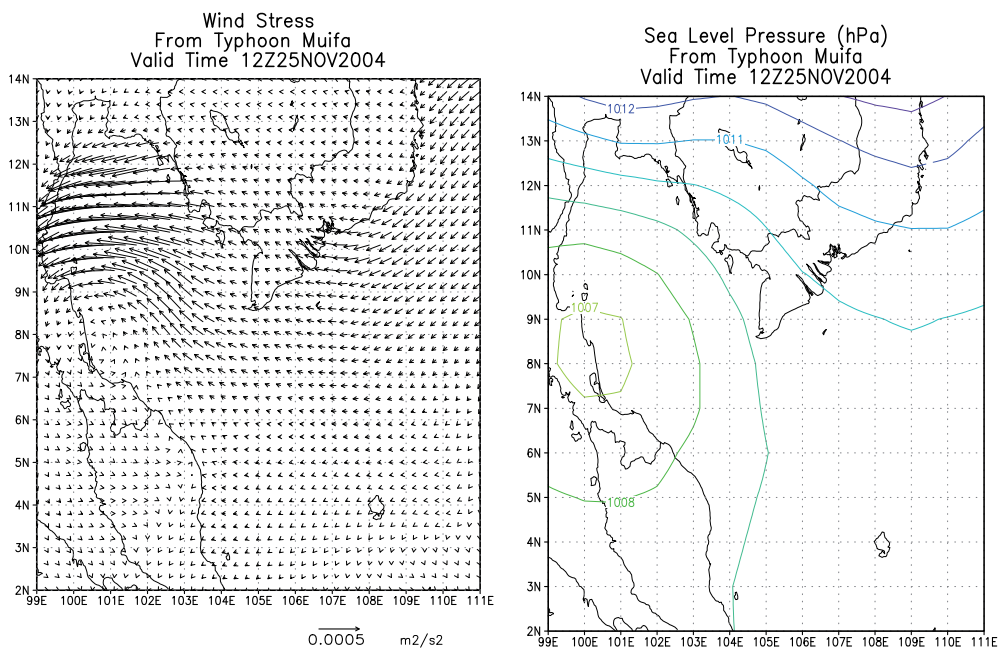 Wind Stress
From Typhoon Muifa
Valid Time 12Z25NOV2004
14N
13N
12N
11N
10N
9N
8N
7N
6N
5N
4N
3N
2N
99E 100E 101E 102E 103E 104E 105E 106E 107E 108E 109E 110E 111E
0.0005 m2/s2
Sea Level Pressure (hPa)
From Typhoon Muifa
Valid Time 12Z25NOV2004
14N
1012
13N
1011
12N
11N
10N
1007
9N
8N
7N
6N
5N
1008
4N
3N
2N
99E 100E 101E 102E 103E 104E 105E 106E 107E 108E 109E 110E 111E